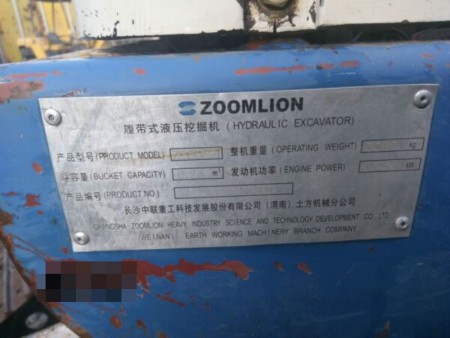 ZOOMLION
履带式液压挖掘机 (HYDRAULIC EXCAVATOR)
产品型号(PRODUCT MODEL) 整机重量 (OPERATING WEIGHT) kg
斗容量 (BUCKET CAPACITY) m³ 发动机功率 (ENGINE POWER) kW
产品编号(PRODUCT NO.)
长沙中联重工科技发展股份有限公司 (渭南) 土方机械分公司
CHANGSHA ZOOMLION HEAVY INDUSTRY SCIENCE AND TECHNOLOGY DEVELOPMENT CO. LTD.
EARTH WORKING MACHINERY BRANCH COMPANY